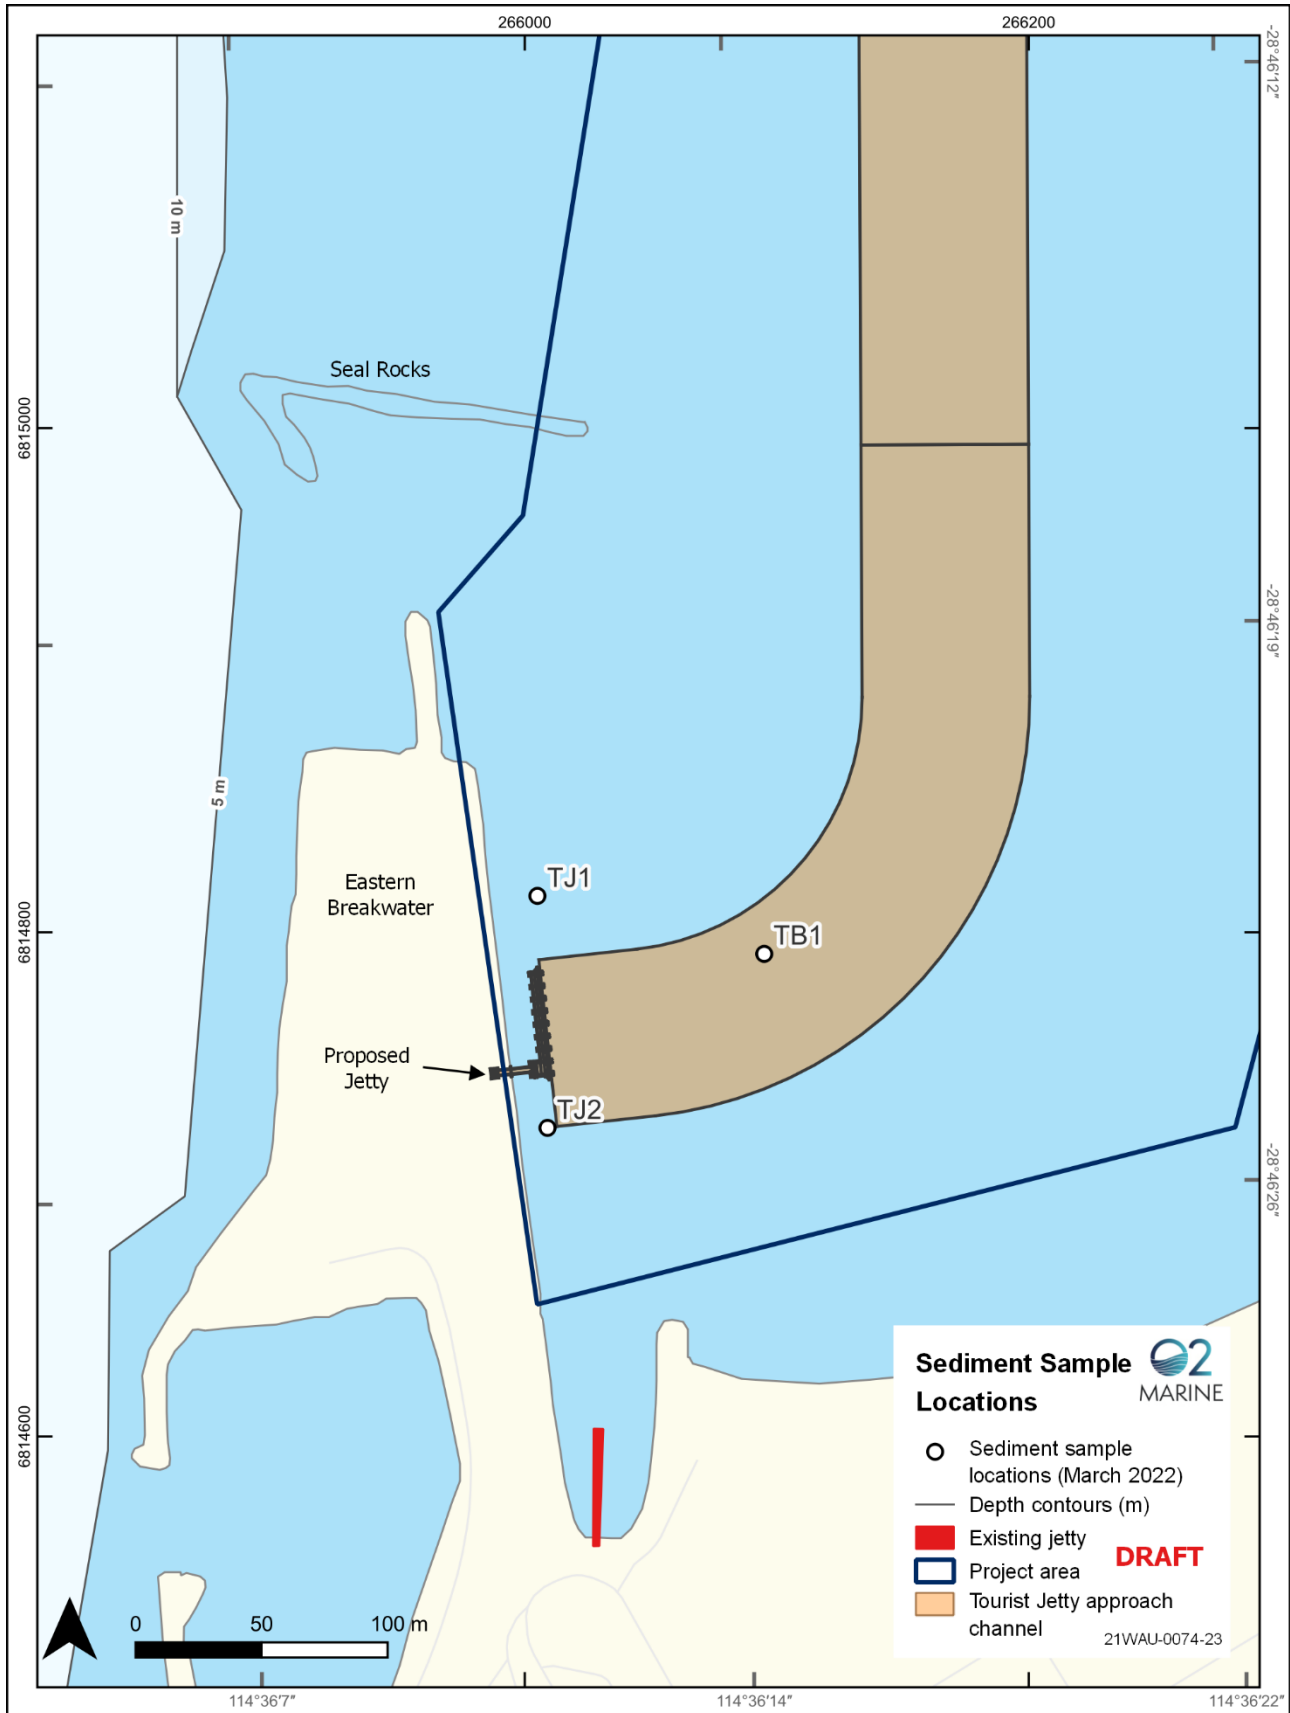 266000
266200
-28°46'12"
10 m
Seal Rocks
6815000
-28°46'19"
5 m
Eastern
Breakwater
TJ1
TB1
6814800
Proposed
Jetty
TJ2
-28°46'26"
Sediment Sample
Locations
O2
MARINE
Sediment sample
locations (March 2022)
Depth contours (m)
Existing jetty
DRAFT
Project area
Tourist Jetty approach
channel
21WAU-0074-23
6814600
0 50 100 m
114°36'7"
114°36'14"
114°36'22"